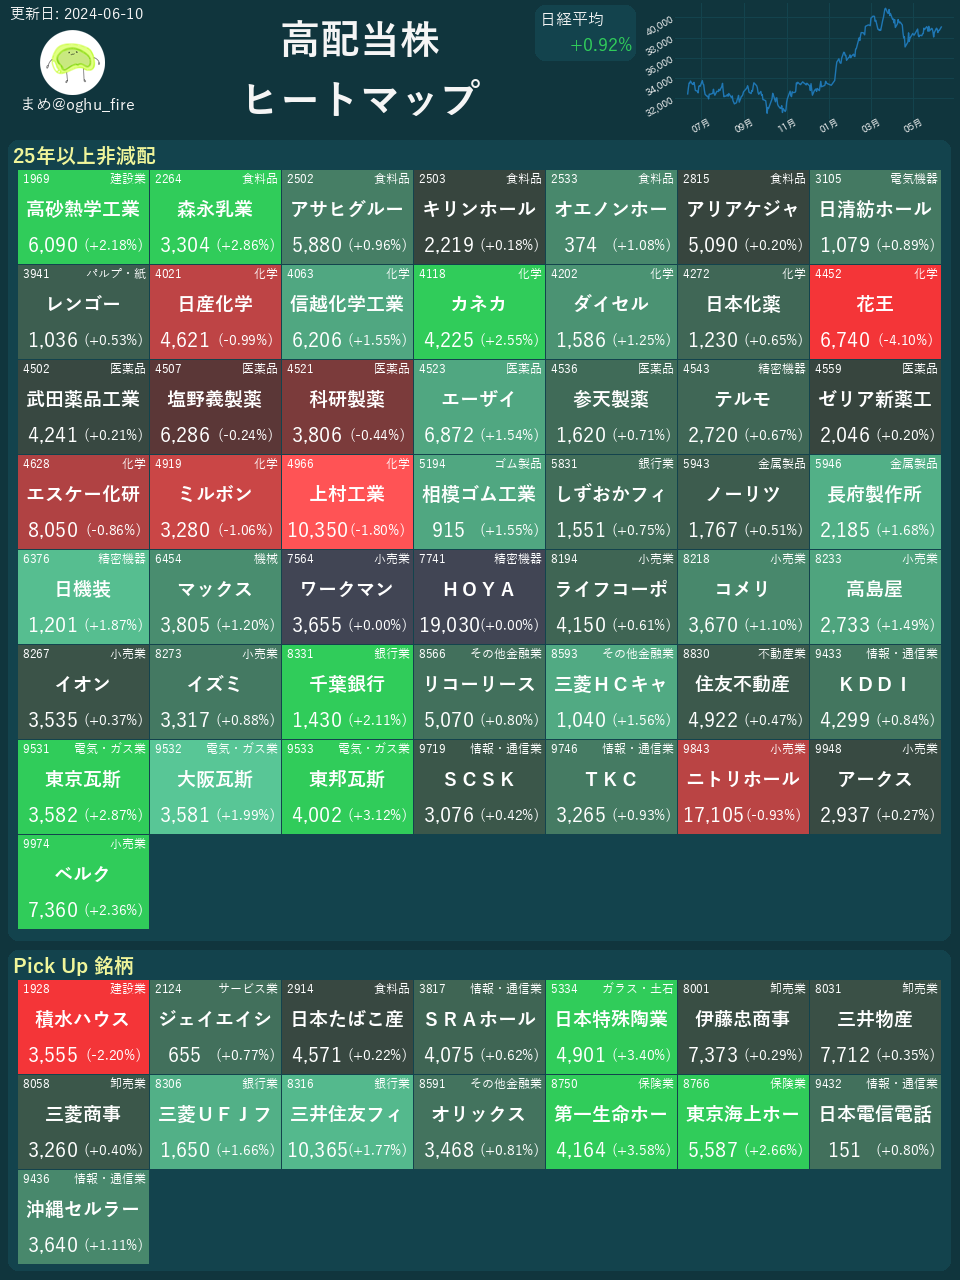 更新日: 2024-06-10
まめ@oghu_fire
高配当株
ヒートマップ
日経平均
+0.92%
40,000
38,000
36,000
34,000
32,000
07月 09月 11月 01月 03月 05月
25年以上非減配
1969 建設業 2264 食料品 2502 食料品 2503 食料品 2533 食料品 2815 食料品 3105 電気機器
高砂熱学工業 森永乳業 アサヒグルー キリンホール オエノンホー アリアケジャ 日清紡ホール
6,090 (+2.18%) 3,304 (+2.86%) 5,880 (+0.96%) 2,219 (+0.18%) 374 (+1.08%) 5,090 (+0.20%) 1,079 (+0.89%)
3941 パルプ・紙 4021 化学 4063 化学 4118 化学 4202 化学 4272 化学 4452 化学
レンゴー 日産化学 信越化学工業 カネカ ダイセル 日本化薬 花王
1,036 (+0.53%) 4,621 (-0.99%) 6,206 (+1.55%) 4,225 (+2.55%) 1,586 (+1.25%) 1,230 (+0.65%) 6,740 (-4.10%)
4502 医薬品 4507 医薬品 4521 医薬品 4523 医薬品 4536 医薬品 4543 精密機器 4559 医薬品
武田薬品工業 塩野義製薬 科研製薬 エーザイ 参天製薬 テルモ ゼリア新薬工
4,241 (+0.21%) 6,286 (-0.24%) 3,806 (-0.44%) 6,872 (+1.54%) 1,620 (+0.71%) 2,720 (+0.67%) 2,046 (+0.20%)
4628 化学 4919 化学 4966 化学 5194 ゴム製品 5831 銀行業 5943 金属製品 5946 金属製品
エスケー化研 ミルボン 上村工業 相模ゴム工業 しずおかフィ ノーリツ 長府製作所
8,050 (-0.86%) 3,280 (-1.06%) 10,350 (-1.80%) 915 (+1.55%) 1,551 (+0.75%) 1,767 (+0.51%) 2,185 (+1.68%)
6376 精密機器 6454 機械 7564 小売業 7741 精密機器 8194 小売業 8218 小売業 8233 小売業
日機装 マックス ワークマン ＨＯＹＡ ライフコーポ コメリ 高島屋
1,201 (+1.87%) 3,805 (+1.20%) 3,655 (+0.00%) 19,030 (+0.00%) 4,150 (+0.61%) 3,670 (+1.10%) 2,733 (+1.49%)
8267 小売業 8273 小売業 8331 銀行業 8566 その他金融業 8593 その他金融業 8830 不動産業 9433 情報・通信業
イオン イズミ 千葉銀行 リコーリース 三菱ＨＣキャ 住友不動産 ＫＤＤＩ
3,535 (+0.37%) 3,317 (+0.88%) 1,430 (+2.11%) 5,070 (+0.80%) 1,040 (+1.56%) 4,922 (+0.47%) 4,299 (+0.84%)
9531 電気・ガス業 9532 電気・ガス業 9533 電気・ガス業 9719 情報・通信業 9746 情報・通信業 9843 小売業 9948 小売業
東京瓦斯 大阪瓦斯 東邦瓦斯 ＳＣＳＫ ＴＫＣ ニトリホール アークス
3,582 (+2.87%) 3,581 (+1.99%) 4,002 (+3.12%) 3,076 (+0.42%) 3,265 (+0.93%) 17,105 (-0.93%) 2,937 (+0.27%)
9974 小売業
ベルク
7,360 (+2.36%)
Pick Up 銘柄
1928 建設業 2124 サービス業 2914 食料品 3817 情報・通信業 5334 ガラス・土石 8001 卸売業 8031 卸売業
積水ハウス ジェイエイシ 日本たばこ産 ＳＲＡホール 日本特殊陶業 伊藤忠商事 三井物産
3,555 (-2.20%) 655 (+0.77%) 4,571 (+0.22%) 4,075 (+0.62%) 4,901 (+3.40%) 7,373 (+0.29%) 7,712 (+0.35%)
8058 卸売業 8306 銀行業 8316 銀行業 8591 その他金融業 8750 保険業 8766 保険業 9432 情報・通信業
三菱商事 三菱ＵＦＪフ 三井住友フィ オリックス 第一生命ホー 東京海上ホー 日本電信電話
3,260 (+0.40%) 1,650 (+1.66%) 10,365 (+1.77%) 3,468 (+0.81%) 4,164 (+3.58%) 5,587 (+2.66%) 151 (+0.80%)
9436 情報・通信業
沖縄セルラー
3,640 (+1.11%)